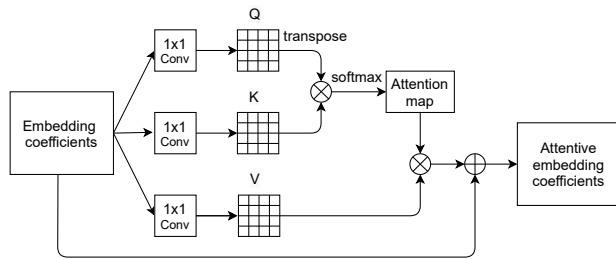 Q
transpose
1x1
Conv
softmax
Attention
map
K
Embedding
coefficients
1x1
Conv
Attentive
embedding
coefficients
V
1x1
Conv